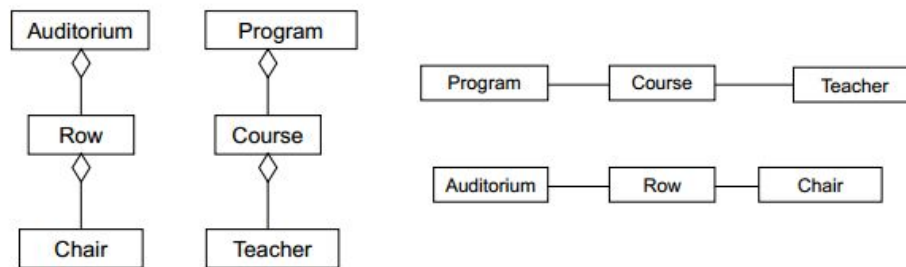 Auditorium
Program
Row
Course
Chair
Teacher
Program
Course
Teacher
Auditorium
Row
Chair